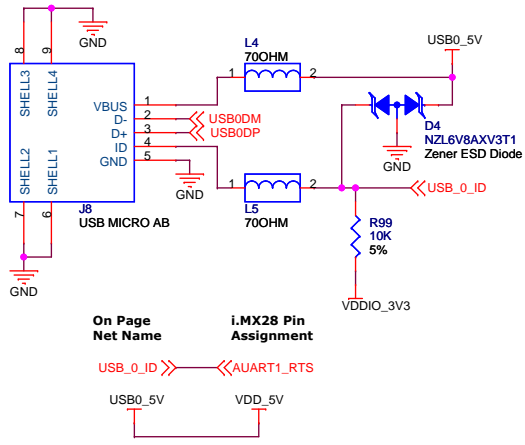 8
9
GND
SHELL3
SHELL4
L4
70OHM
1
2
USB0_5V
VBUS
1
D-
2
USB0DM
D+
3
USB0DP
ID
4
GND
5
SHELL2
SHELL1
GND
D4
NZL6V8AXV3T1
Zener ESD Diode
GND
1
2
USB_0_ID
J8
USB MICRO AB
L5
70OHM
7
6
R99
10K
5%
GND
VDDIO_3V3
On Page
Net Name
i.MX28 Pin
Assignment
USB_0_ID
AUART1_RTS
USB0_5V
VDD_5V